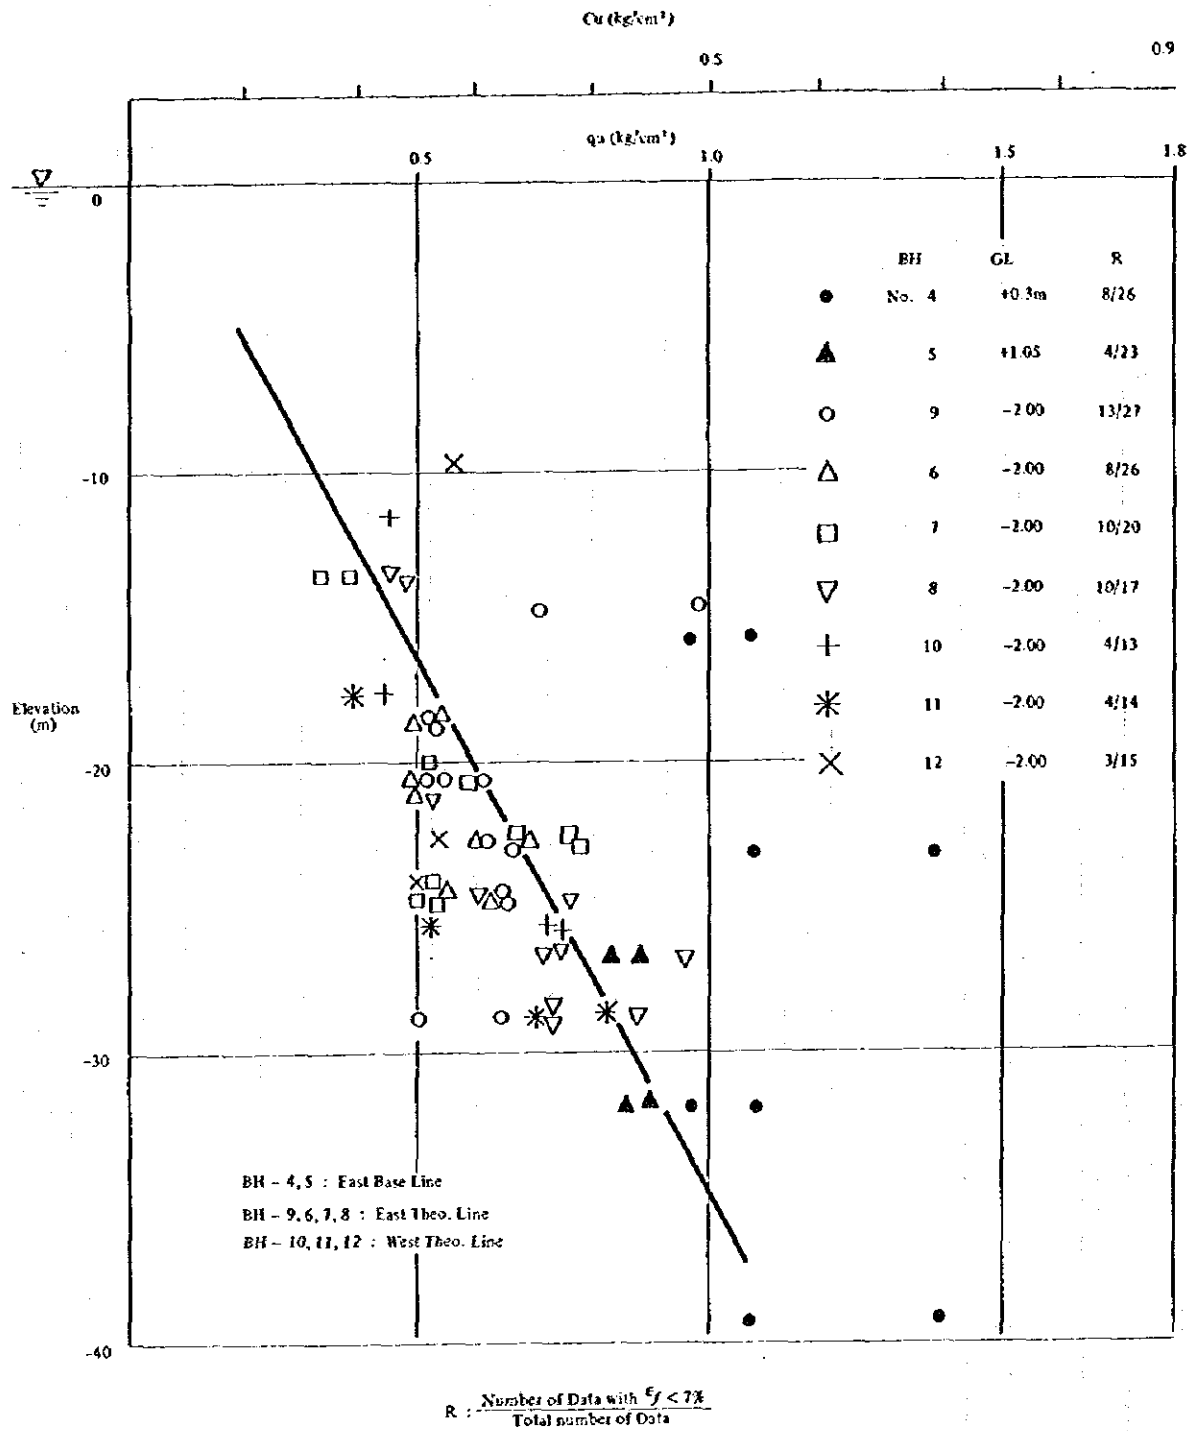 Cu (kg/cm²)
0.5
0.9
qu (kg/cm²)
0.5
1.0
1.5
1.8
0
BH GL R
No. 4 +0.3m 8/26
5 +1.05 4/23
9 -2.00 13/27
6 -2.00 8/26
-10
7 -2.00 10/20
8 -2.00 10/17
10 -2.00 4/13
11 -2.00 4/14
Elevation
(m)
12 -2.00 3/15
-20
-30
BH - 4, 5 : East Base Line
BH - 9, 6, 7, 8 : East Theo. Line
BH - 10, 11, 12 : West Theo. Line
-40
R : Number of Data with εf < 7%
Total number of Data